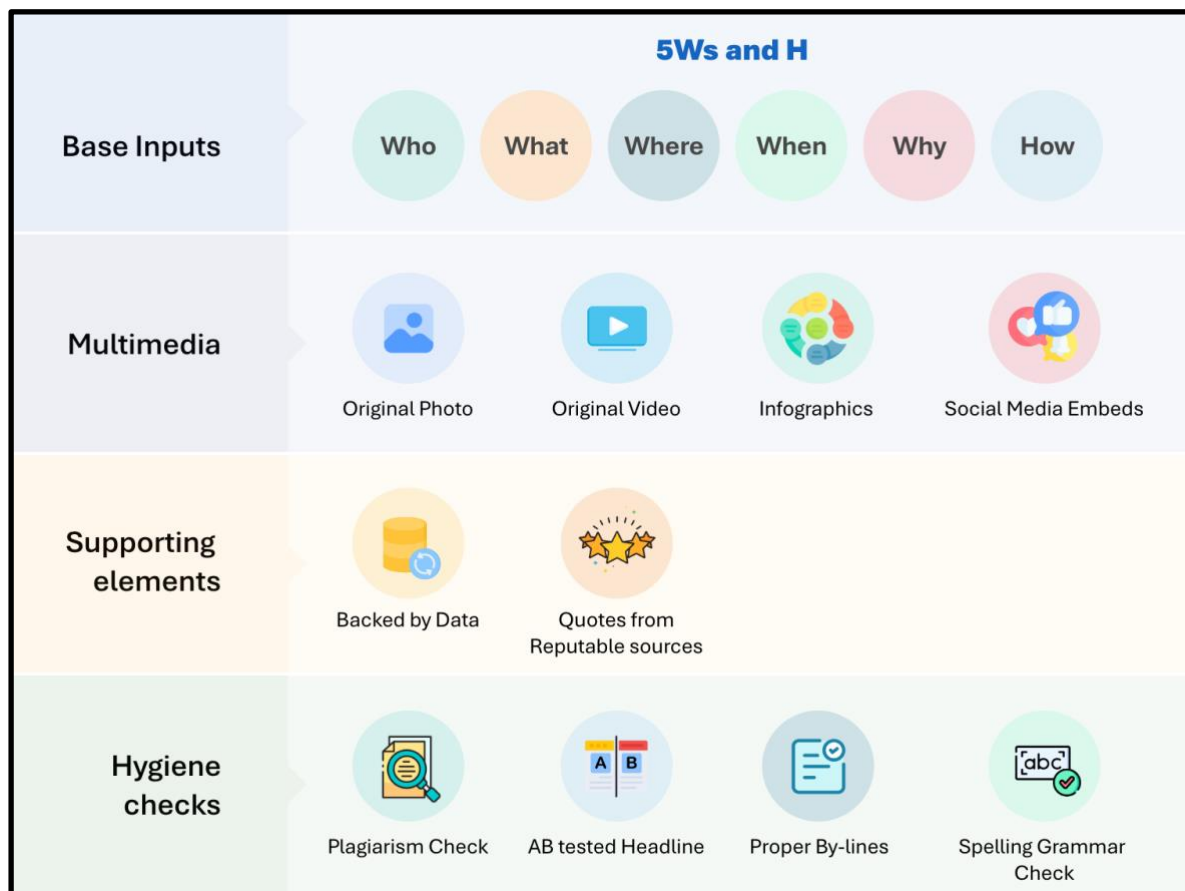 5Ws and H
Base Inputs
Who
What
Where
When
Why
How
Multimedia
Original Photo
Original Video
Infographics
Social Media Embeds
Supporting
elements
Backed by Data
Quotes from
Reputable sources
Hygiene
checks
A
B
abc
Plagiarism Check
AB tested Headline
Proper By-lines
Spelling Grammar
Check